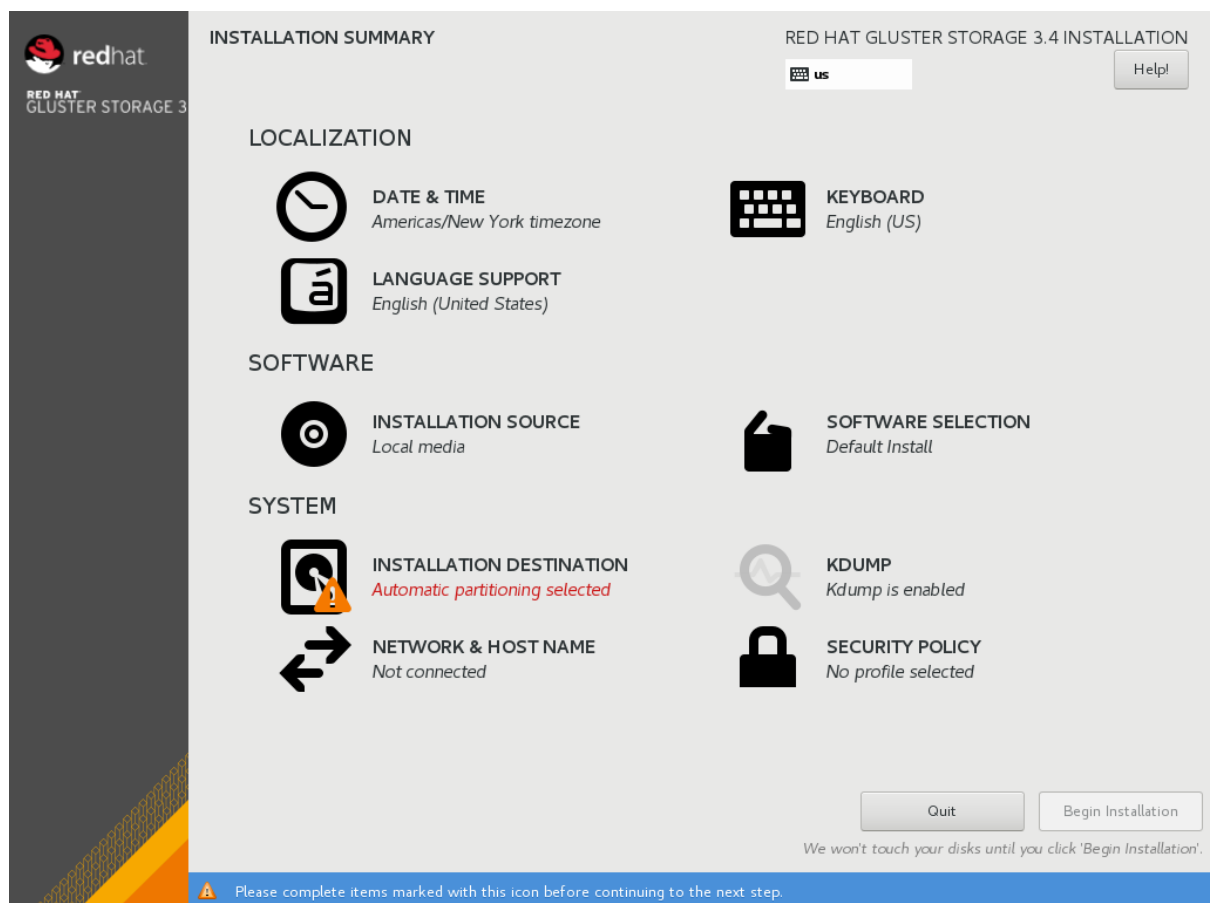 redhat
RED HAT
GLUSTER STORAGE 3
INSTALLATION SUMMARY
RED HAT GLUSTER STORAGE 3.4 INSTALLATION
us
Help!
LOCALIZATION
DATE & TIME
Americas/New York timezone
KEYBOARD
English (US)
á
LANGUAGE SUPPORT
English (United States)
SOFTWARE
INSTALLATION SOURCE
Local media
SOFTWARE SELECTION
Default Install
SYSTEM
INSTALLATION DESTINATION
Automatic partitioning selected
KDUMP
Kdump is enabled
NETWORK & HOST NAME
Not connected
SECURITY POLICY
No profile selected
Quit
Begin Installation
We won't touch your disks until you click 'Begin Installation'.
Please complete items marked with this icon before continuing to the next step.